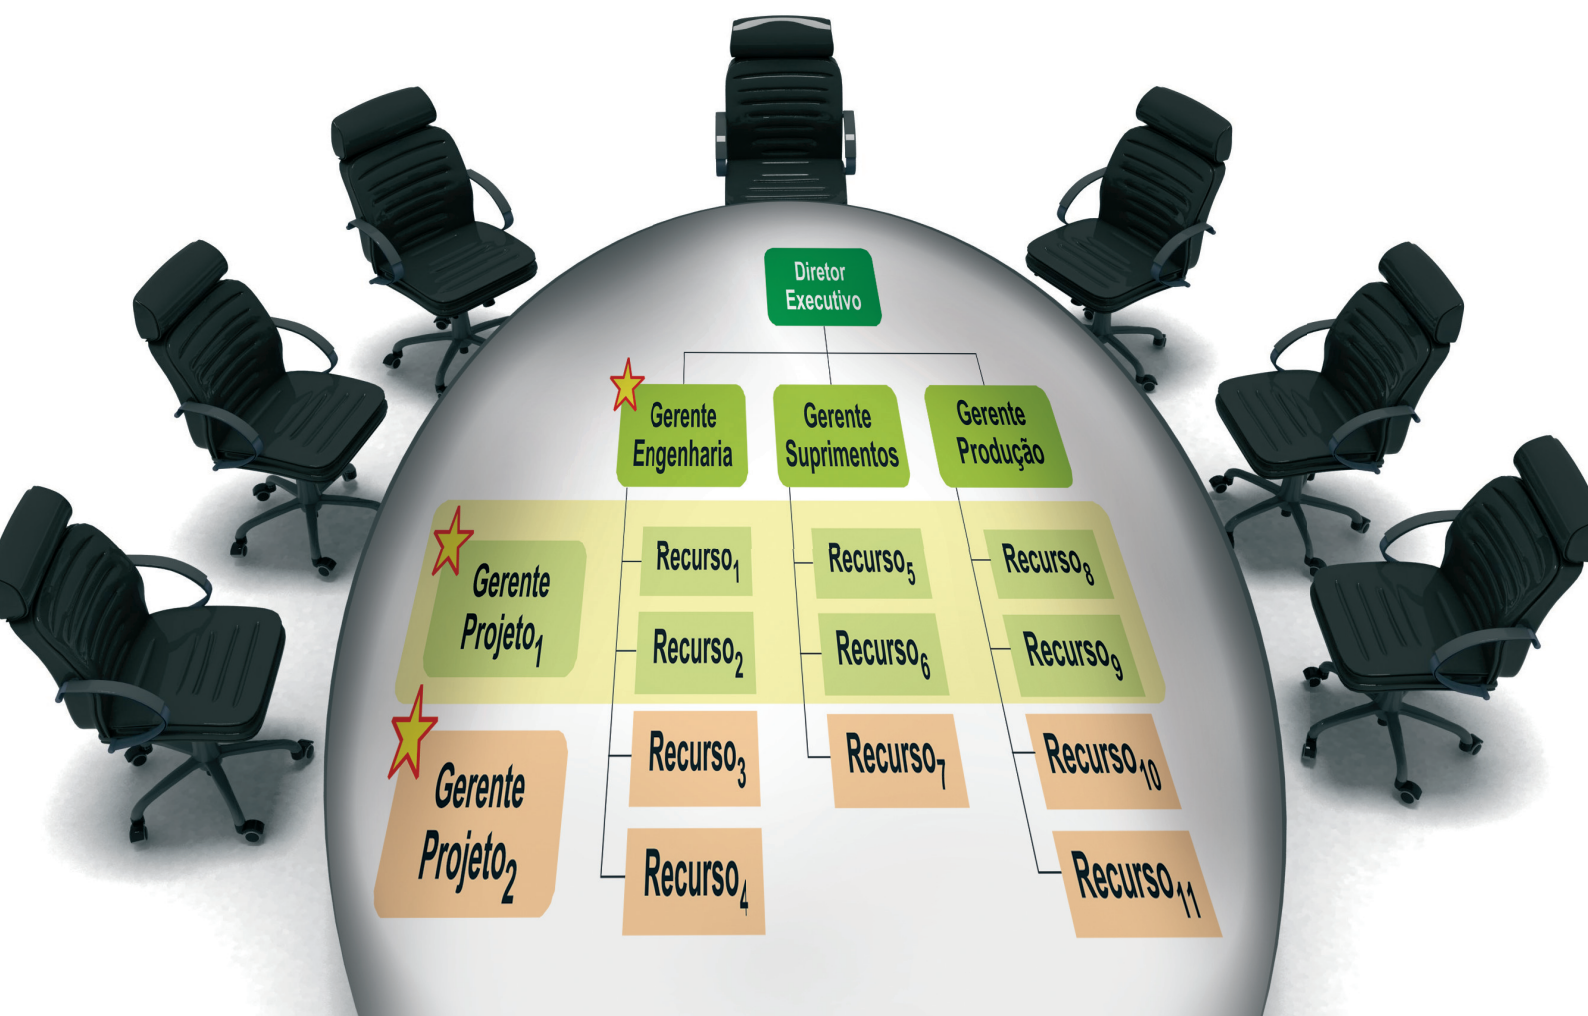 Diretor
Executivo
Gerente
Engenharia
Gerente
Suprimentos
Gerente
Produção
Gerente
Projeto1
Recurso1
Recurso5
Recurso8
Recurso2
Recurso6
Recurso9
Gerente
Projeto2
Recurso3
Recurso7
Recurso10
Recurso4
Recurso11